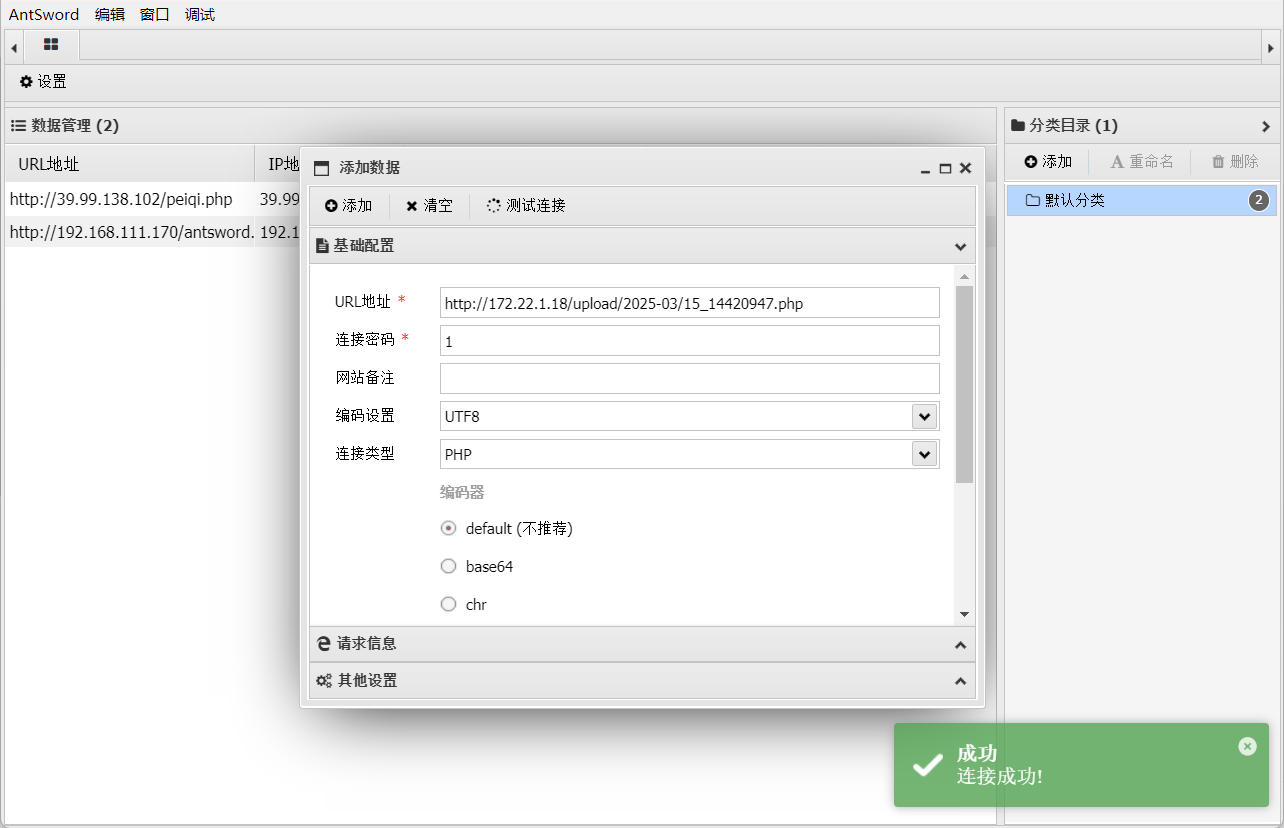 AntSword 编辑 窗口 调试
设置
数据管理 (2)
URL地址 IP地
http://39.99.138.102/peiqi.php 39.99
http://192.168.111.170/antsword. 192.1
添加数据
添加 清空 测试连接
基础配置
URL地址 * http://172.22.1.18/upload/2025-03/15_14420947.php
连接密码 * 1
网站备注
编码设置 UTF8
连接类型 PHP
编码器
default (不推荐)
base64
chr
请求信息
其他设置
分类目录 (1)
添加 A 重命名 删除
默认分类 2
成功
连接成功!